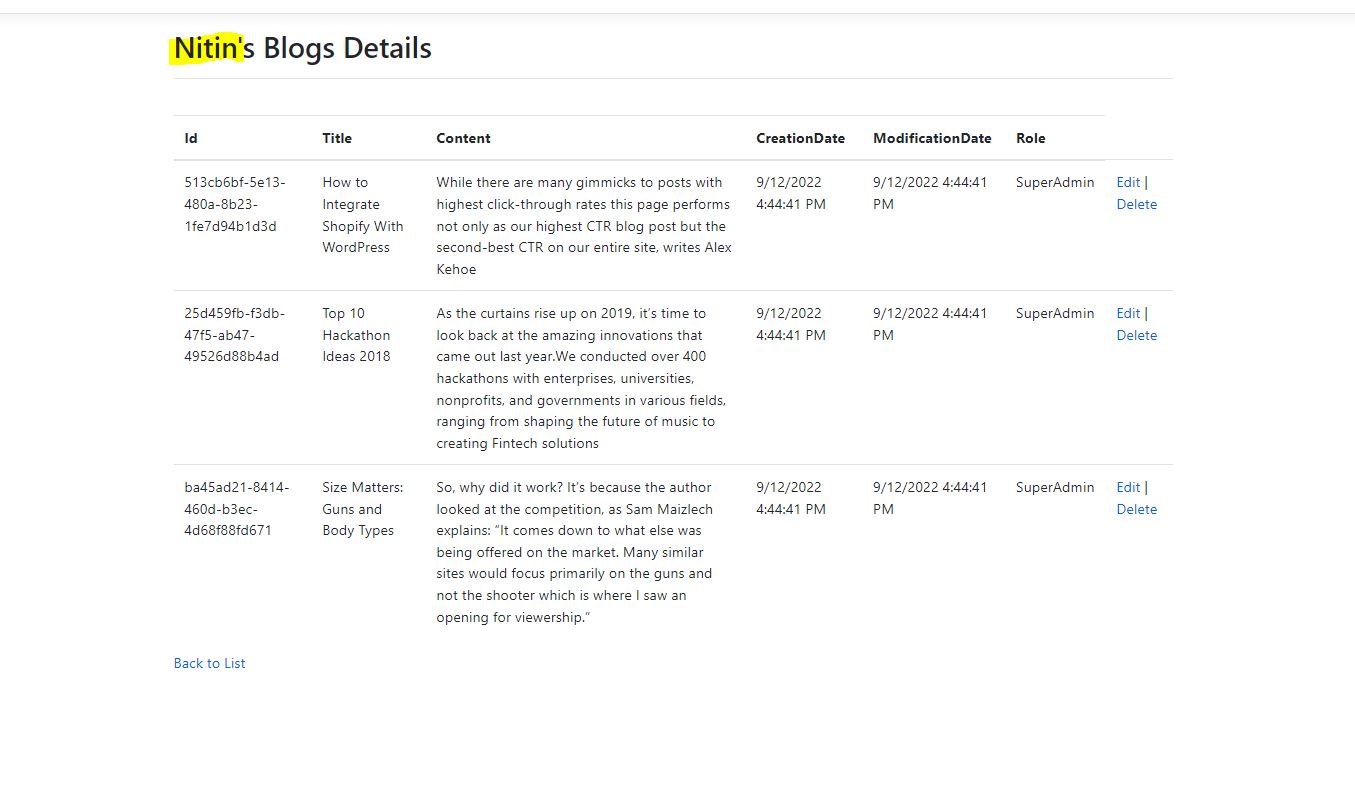 Nitin's Blogs Details
Id Title Content CreationDate ModificationDate Role
513cb6bf-5e13- How to While there are many gimmicks to posts with 9/12/2022 9/12/2022 4:44:41 SuperAdmin Edit |
480a-8b23- Integrate highest click-through rates this page performs 4:44:41 PM PM Delete
1fe7d94b1d3d Shopify With not only as our highest CTR blog post but the
WordPress second-best CTR on our entire site, writes Alex
Kehoe
25d459fb-f3db- Top 10 As the curtains rise up on 2019, it’s time to 9/12/2022 9/12/2022 4:44:41 SuperAdmin Edit |
47f5-ab47- Hackathon look back at the amazing innovations that 4:44:41 PM PM Delete
49526d88b4ad Ideas 2018 came out last year.We conducted over 400
hackathons with enterprises, universities,
nonprofits, and governments in various fields,
ranging from shaping the future of music to
creating Fintech solutions
ba45ad21-8414- Size Matters: So, why did it work? It’s because the author 9/12/2022 9/12/2022 4:44:41 SuperAdmin Edit |
460d-b3ec- Guns and looked at the competition, as Sam Maizlech 4:44:41 PM PM Delete
4d68f88fd671 Body Types explains: “It comes down to what else was
being offered on the market. Many similar
sites would focus primarily on the guns and
not the shooter which is where I saw an
opening for viewership.”
Back to List